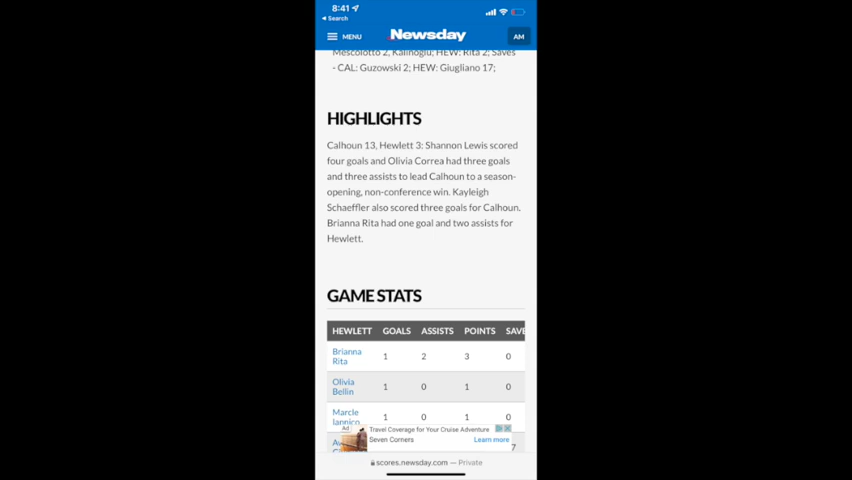 8:41
Search
MENU
Newsday
AM
Mescolotto 2, Kalinoglu; HEW: Rita 2; Saves
- CAL: Guzowski 2; HEW: Giugliano 17;
HIGHLIGHTS
Calhoun 13, Hewlett 3: Shannon Lewis scored
four goals and Olivia Correa had three goals
and three assists to lead Calhoun to a season-
opening, non-conference win. Kayleigh
Schaeffler also scored three goals for Calhoun.
Brianna Rita had one goal and two assists for
Hewlett.
GAME STATS
HEWLETT GOALS ASSISTS POINTS SAVE
Brianna
Rita 1 2 3 0
Olivia
Bellin 1 0 1 0
Marcie
Iannico 1 0 1 0
Ad
Travel Coverage for Your Cruise Adventure
Seven Corners
Learn more
7
scores.newsday.com — Private